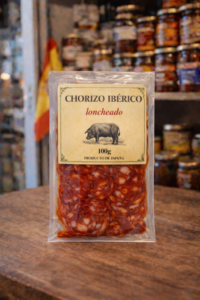 CHORIZO IBÉRICO
loncheado
100g
PRODUCTO DE ESPAÑA